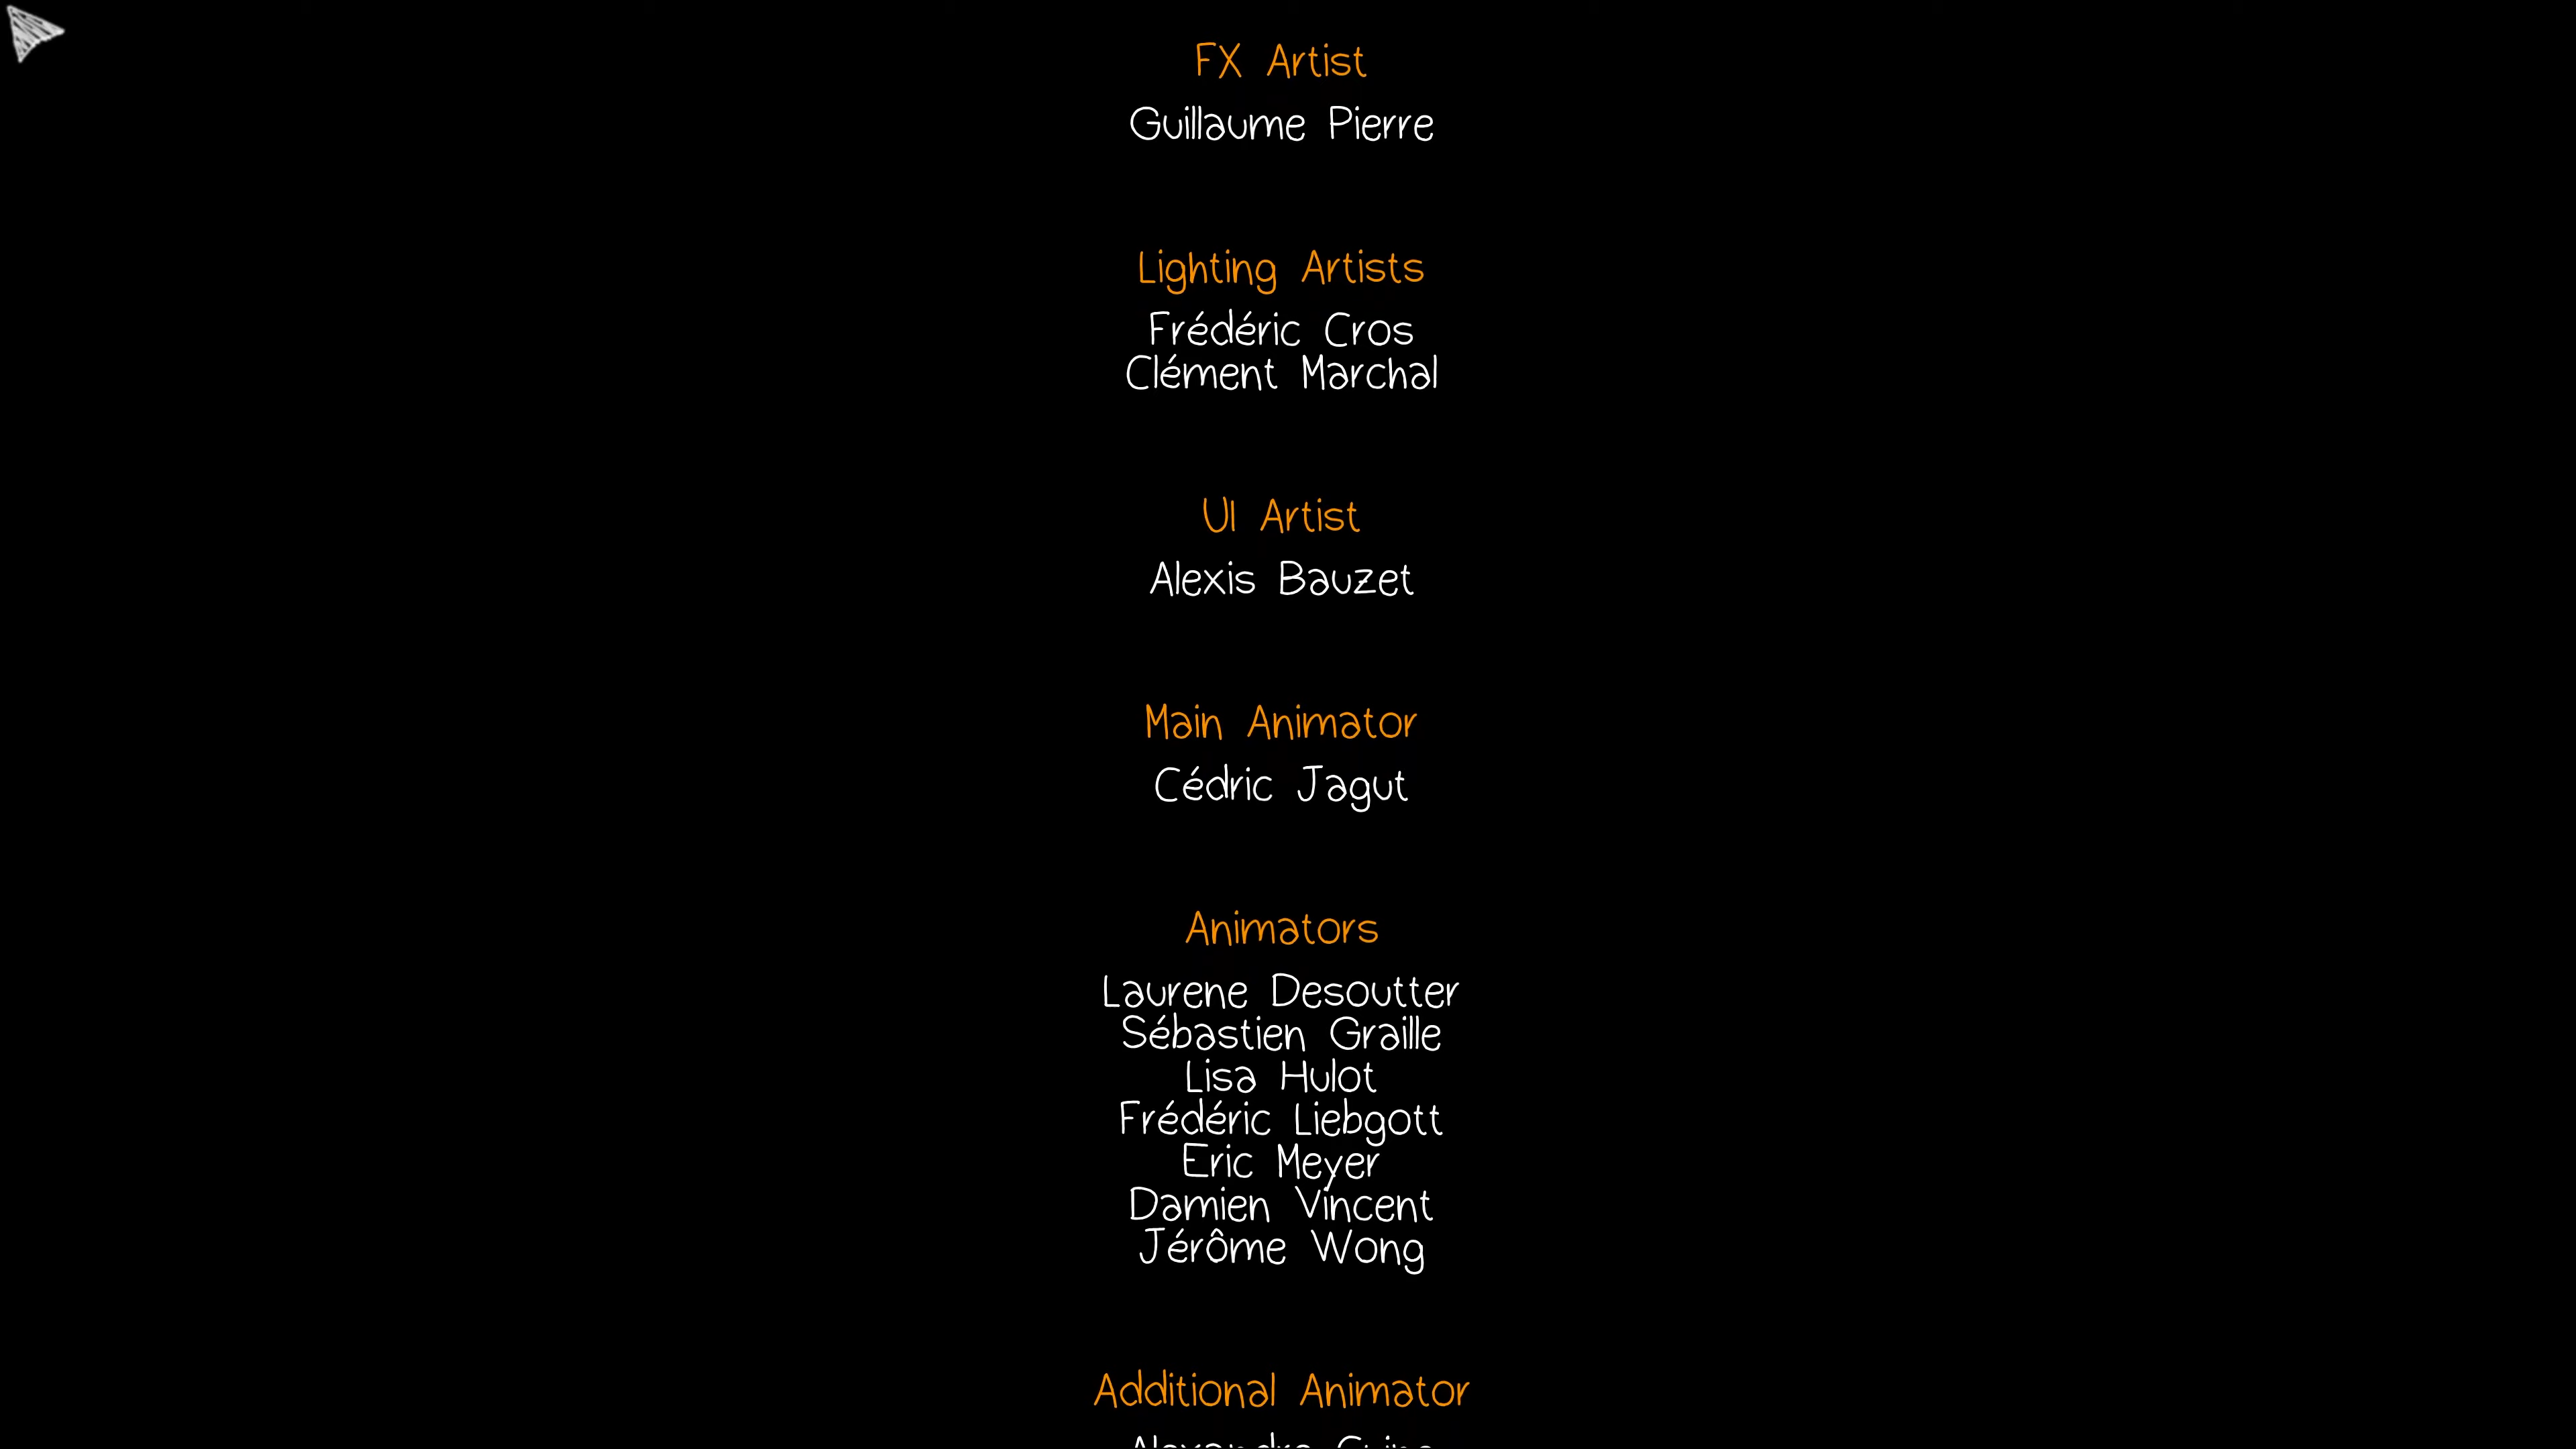 FX Artist
Guillaume Pierre
Lighting Artists
Frédéric Cros
Clément Marchal
UI Artist
Alexis Bauzet
Main Animator
Cédric Jagut
Animators
Laurene Desoutter
Sébastien Graille
Lisa Hulot
Frédéric Liebgott
Eric Meyer
Damien Vincent
Jérôme Wong
Additional Animator